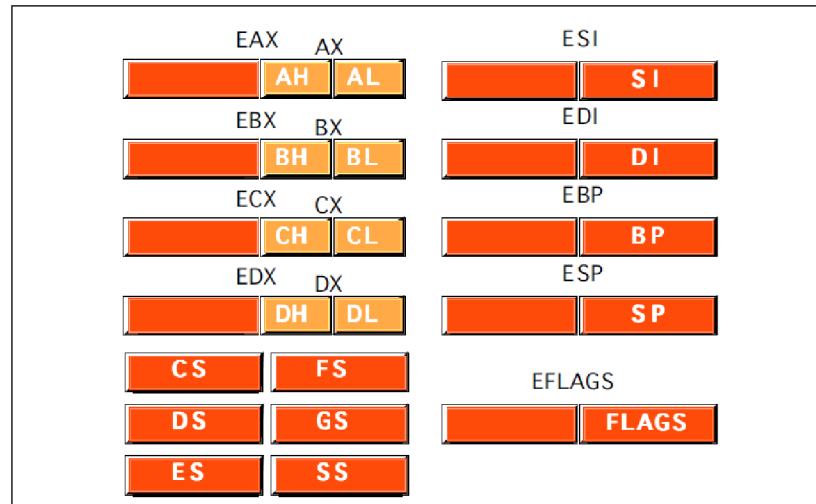 EAX AX
AH AL
EBX BX
BH BL
ECX CX
CH CL
EDX DX
DH DL
CS FS
DS GS
ES SS
ESI
SI
EDI
DI
EBP
BP
ESP
SP
EFLAGS
FLAGS